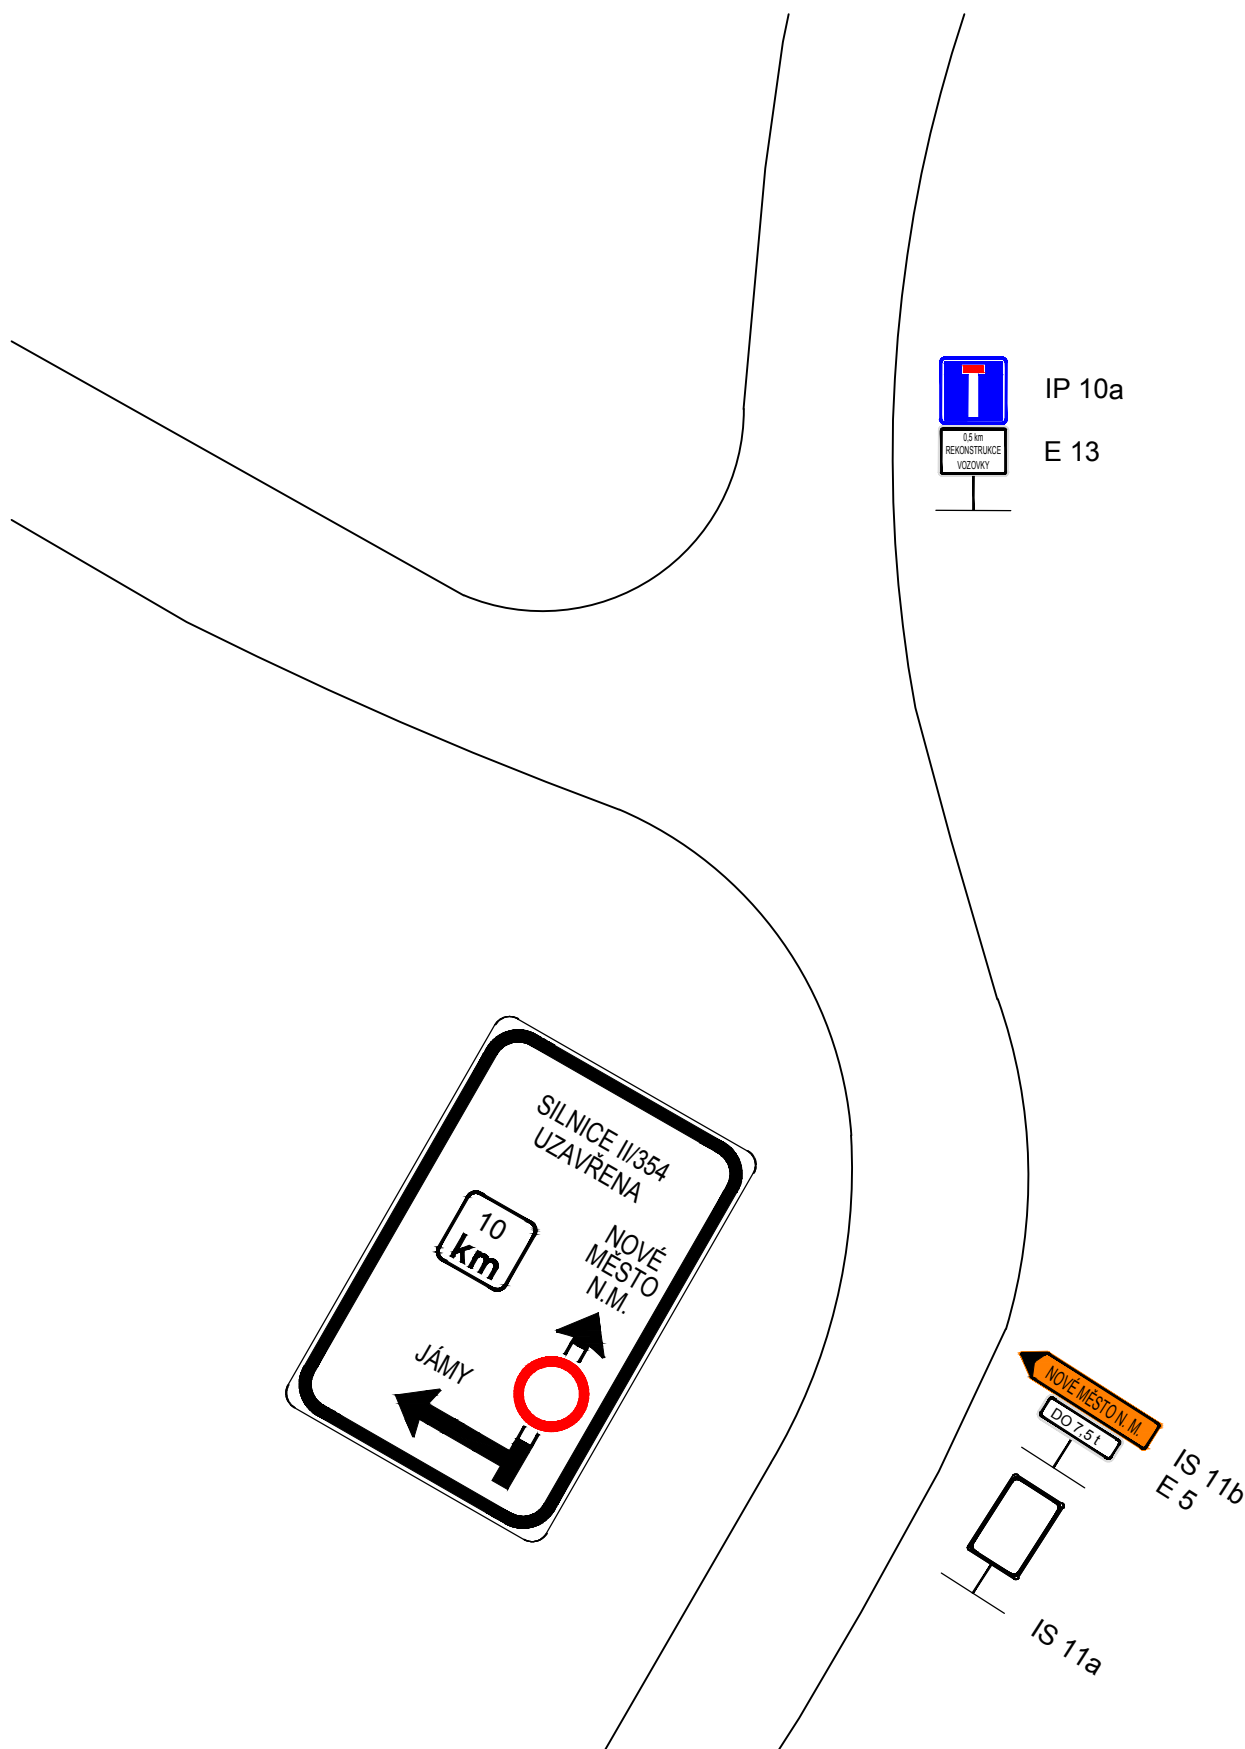 IP 10a
0,5 km
REKONSTRUKCE
VOZOVKY
E 13
SILNICE II/354
UZAVŘENA
10
km
NOVÉ
MĚSTO
N.M.
JÁMY
NOVÉ MĚSTO N. M.
DO 7,5 t
IS 11b
E 5
IS 11a